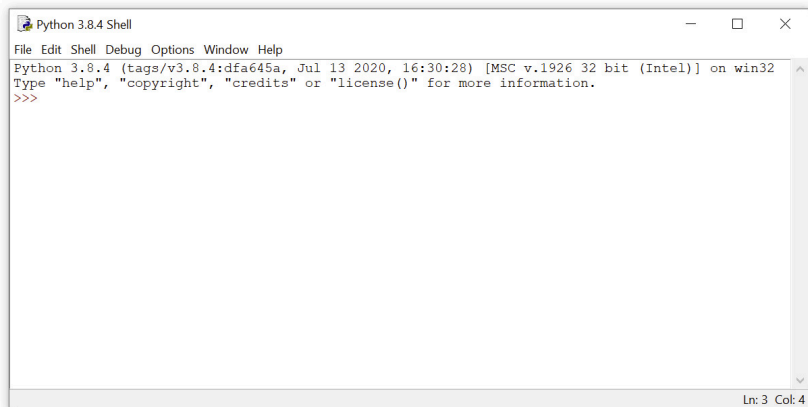 Python 3.8.4 Shell
File Edit Shell Debug Options Window Help
Python 3.8.4 (tags/v3.8.4:dfa645a, Jul 13 2020, 16:30:28) [MSC v.1926 32 bit (Intel)] on win32
Type "help", "copyright", "credits" or "license()" for more information.
>>>
Ln: 3 Col: 4